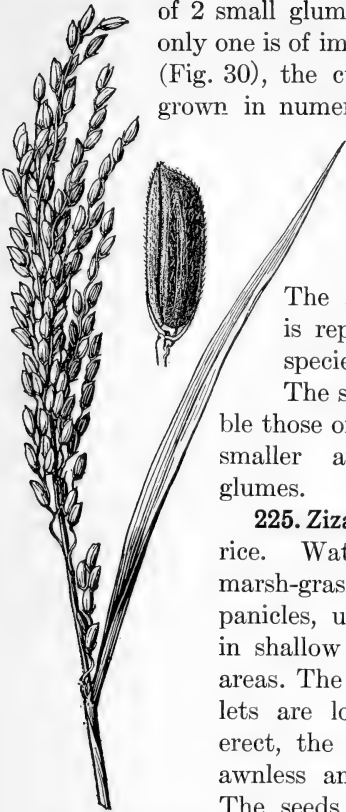 of 2 small glum
only one is of im
(Fig. 30), the c
grown in numer
The
is rep
specie
The s
ble those o
smaller a
glumes.
225. Ziza
rice. Wat
marsh-gras
panicles, u
in shallow
areas. The
lets are lo
erect, the
awnless an
The seeds